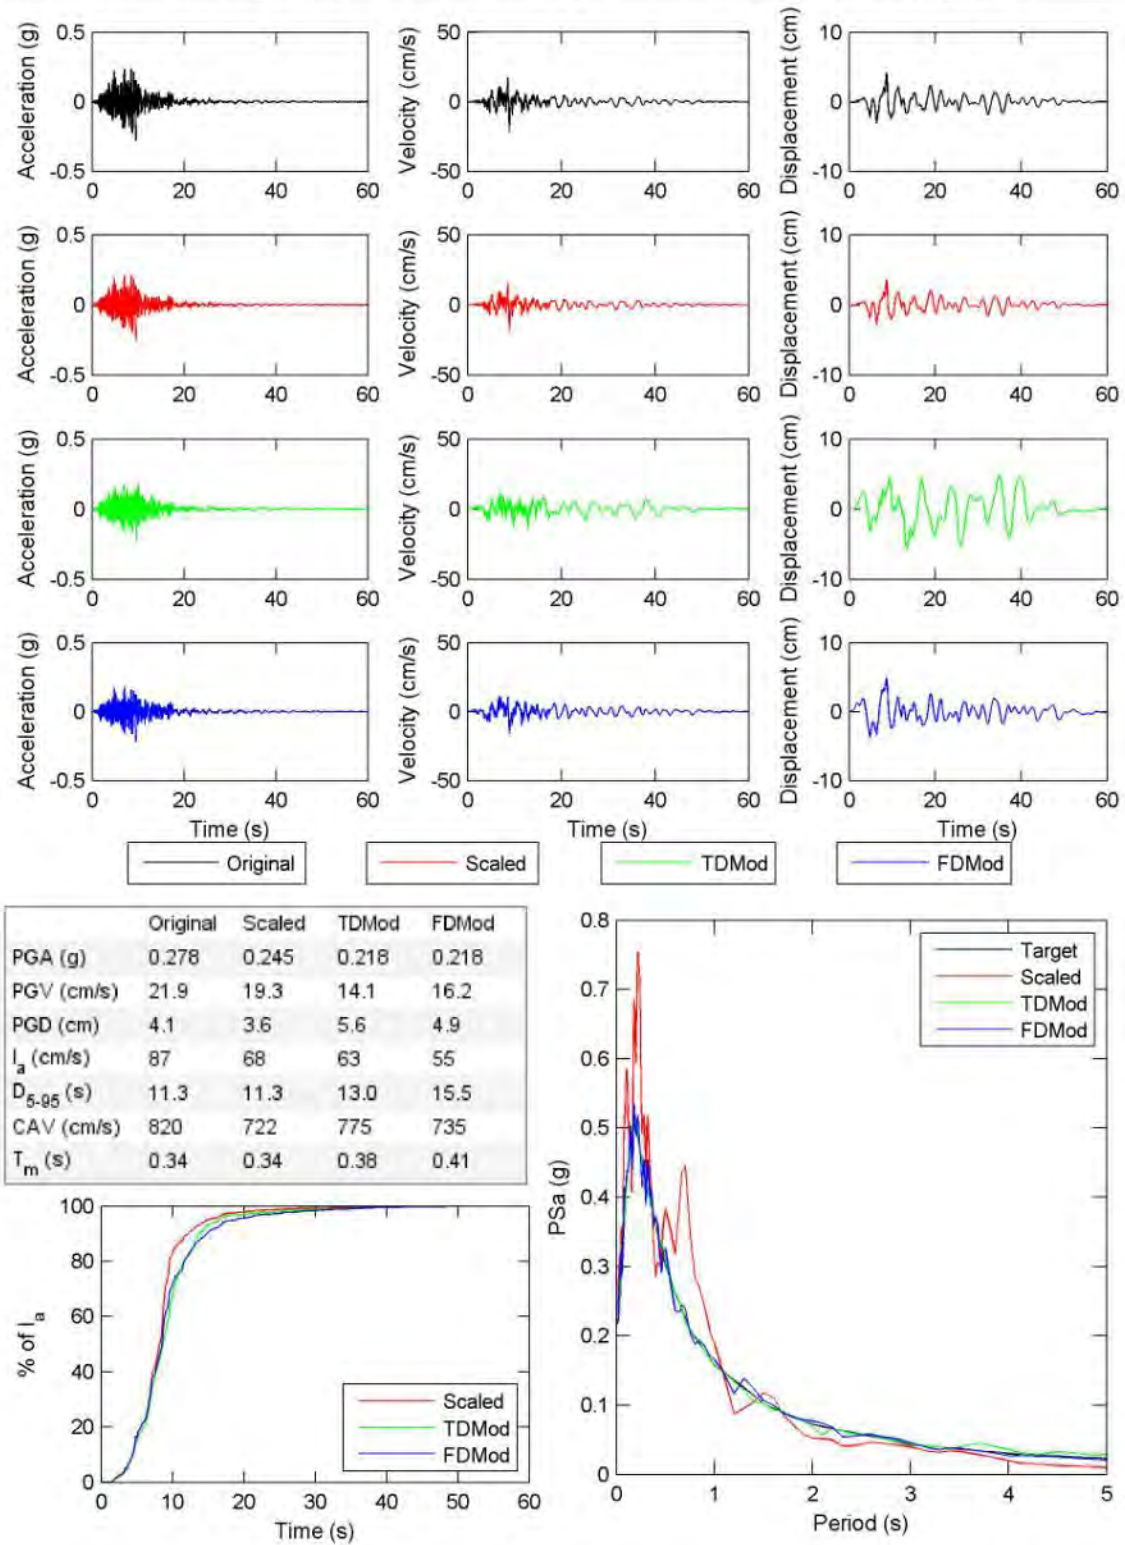 Acceleration (g)
0.5
0
-0.5
0 20 40 60
Velocity (cm/s)
50
0
-50
0 20 40 60
Displacement (cm)
10
0
-10
0 20 40 60
Acceleration (g)
0.5
0
-0.5
0 20 40 60
Velocity (cm/s)
50
0
-50
0 20 40 60
Displacement (cm)
10
0
-10
0 20 40 60
Acceleration (g)
0.5
0
-0.5
0 20 40 60
Velocity (cm/s)
50
0
-50
0 20 40 60
Displacement (cm)
10
0
-10
0 20 40 60
Acceleration (g)
0.5
0
-0.5
0 20 40 60
Time (s)
Velocity (cm/s)
50
0
-50
0 20 40 60
Time (s)
Displacement (cm)
10
0
-10
0 20 40 60
Time (s)
Original
Scaled
TDMod
FDMod
Original Scaled TDMod FDMod
PGA (g) 0.278 0.245 0.218 0.218
PGV (cm/s) 21.9 19.3 14.1 16.2
PGD (cm) 4.1 3.6 5.6 4.9
Ia (cm/s) 87 68 63 55
D5-95 (s) 11.3 11.3 13.0 15.5
CAV (cm/s) 820 722 775 735
Tm (s) 0.34 0.34 0.38 0.41
% of Ia
100
80
60
40
20
0
0 10 20 30 40 50 60
Time (s)
Scaled
TDMod
FDMod
PSa (g)
0.8
0.7
0.6
0.5
0.4
0.3
0.2
0.1
0
0 1 2 3 4 5
Period (s)
Target
Scaled
TDMod
FDMod